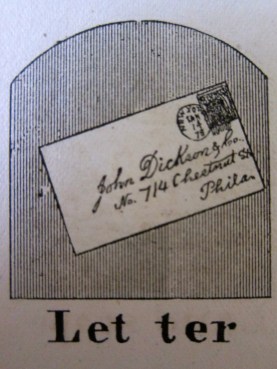 John Dickson & Co.
No. 714 Chestnut St
Phila.
Let ter